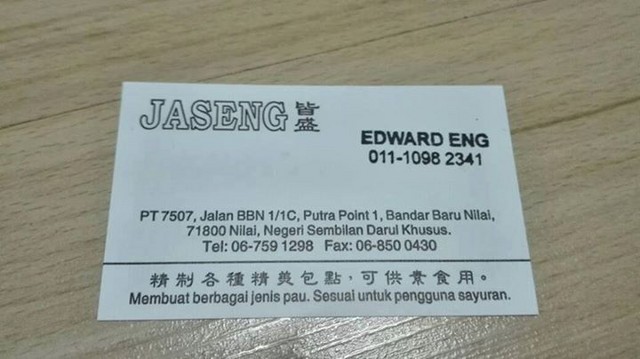 JASENG 皆盛
EDWARD ENG
011-1098 2341
PT 7507, Jalan BBN 1/1C, Putra Point 1, Bandar Baru Nilai,
71800 Nilai, Negeri Sembilan Darul Khusus.
Tel: 06-759 1298 Fax: 06-850 0430
精制各種精美包點，可供素食用。
Membuat berbagai jenis pau. Sesuai untuk pengguna sayuran.